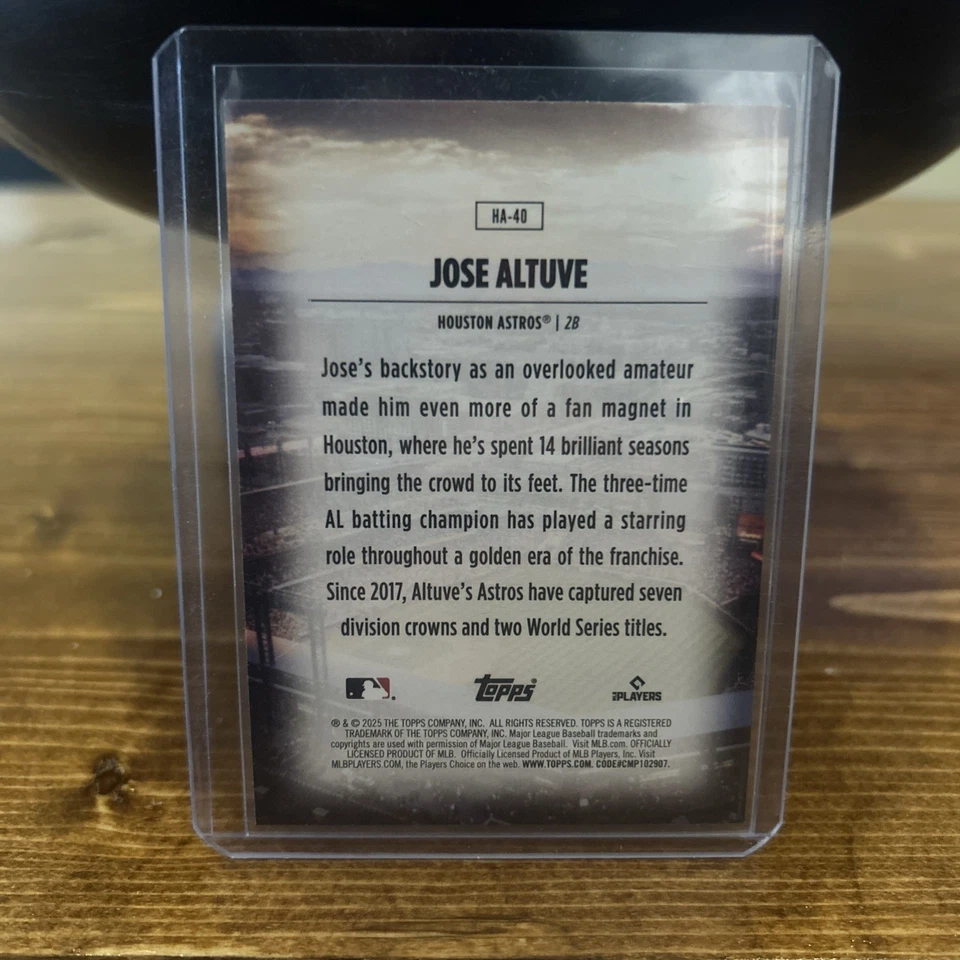 HA-40
JOSE ALTUVE
HOUSTON ASTROS® | 2B
Jose's backstory as an overlooked amateur
made him even more of a fan magnet in
Houston, where he's spent 14 brilliant seasons
bringing the crowd to its feet. The three-time
AL batting champion has played a starring
role throughout a golden era of the franchise.
Since 2017, Altuve's Astros have captured seven
division crowns and two World Series titles.
Topps® MLB PLAYERS
® & © 2025 THE TOPPS COMPANY, INC. ALL RIGHTS RESERVED. TOPPS IS A REGISTERED
TRADEMARK OF THE TOPPS COMPANY, INC. Major League Baseball trademarks and
copyrights are used with permission of Major League Baseball. Visit MLB.com. OFFICIALLY
LICENSED PRODUCT OF MLB. Officially Licensed Product of MLB Players, Inc. Visit
MLBPLAYERS.com, the Players Choice on the web. WWW.TOPPS.COM. CODE#CMP102907.